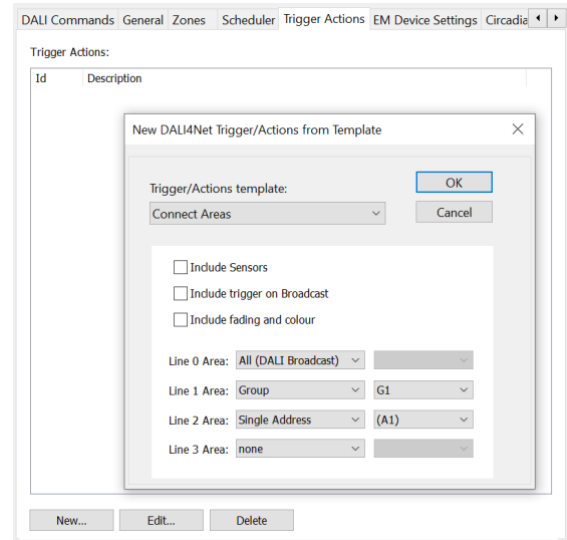 DALI Commands General Zones Scheduler Trigger Actions EM Device Settings Circadia
Trigger Actions:
Id Description
New DALI4Net Trigger/Actions from Template
Trigger/Actions template:
OK
Connect Areas
Cancel
Include Sensors
Include trigger on Broadcast
Include fading and colour
Line 0 Area: All (DALI Broadcast)
Line 1 Area: Group G1
Line 2 Area: Single Address (A1)
Line 3 Area: none
New... Edit... Delete